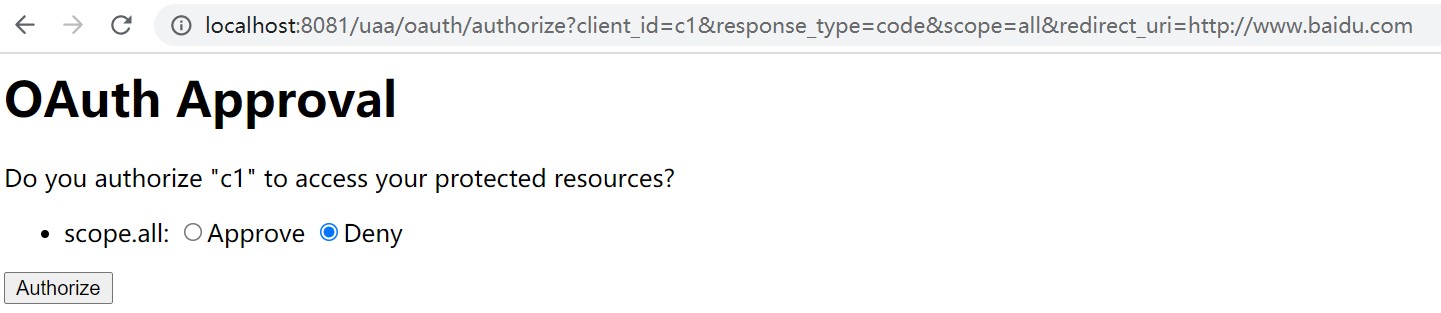 localhost:8081/uaa/oauth/authorize?client_id=c1&response_type=code&scope=all&redirect_uri=http://www.baidu.com
OAuth Approval
Do you authorize "c1" to access your protected resources?
• scope.all: Approve Deny
Authorize